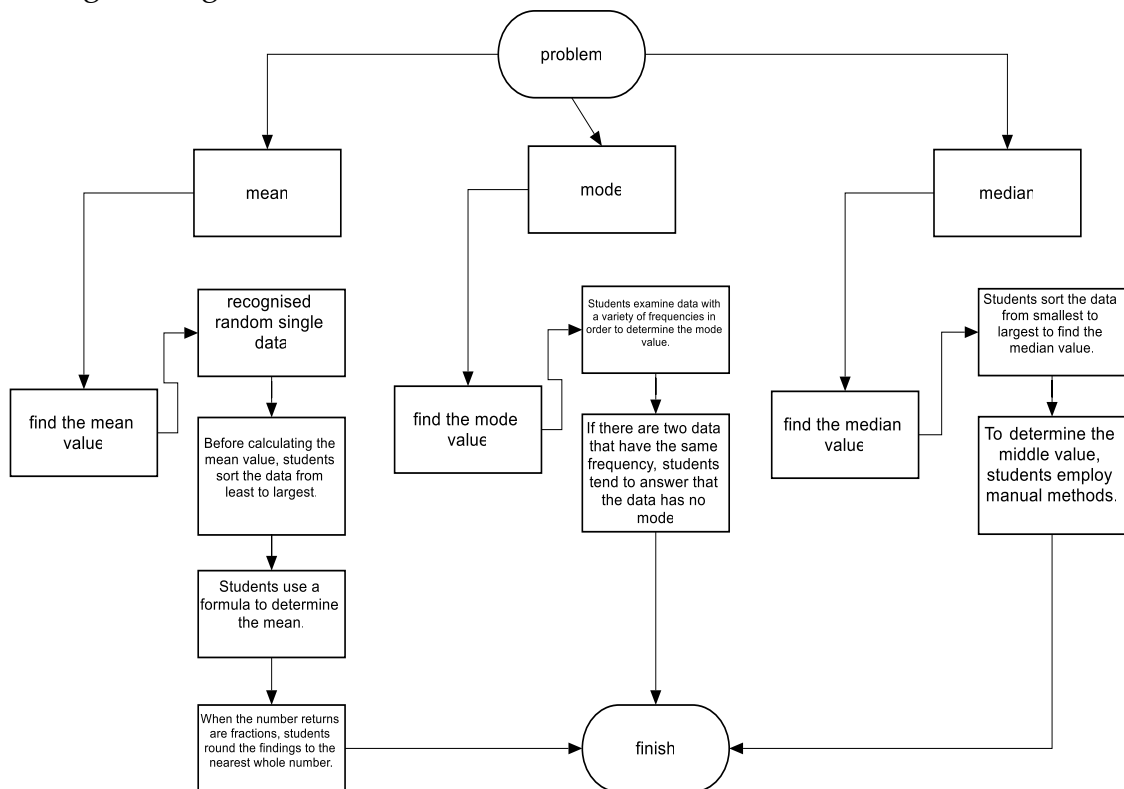 problem
mean
mode
median
find the mean
value
recognised
random single
data
Before calculating the
mean value, students
sort the data from
least to largest.
Students use a
formula to determine
the mean.
When the number returns
are fractions, students
round the findings to the
nearest whole number.
find the mode
value
Students examine data with
a variety of frequencies in
order to determine the mode
value.
If there are two data
that have the same
frequency, students
tend to answer that
the data has no
mode
find the median
value
Students sort the data
from smallest to
largest to find the
median value.
To determine the
middle value,
students employ
manual methods.
finish